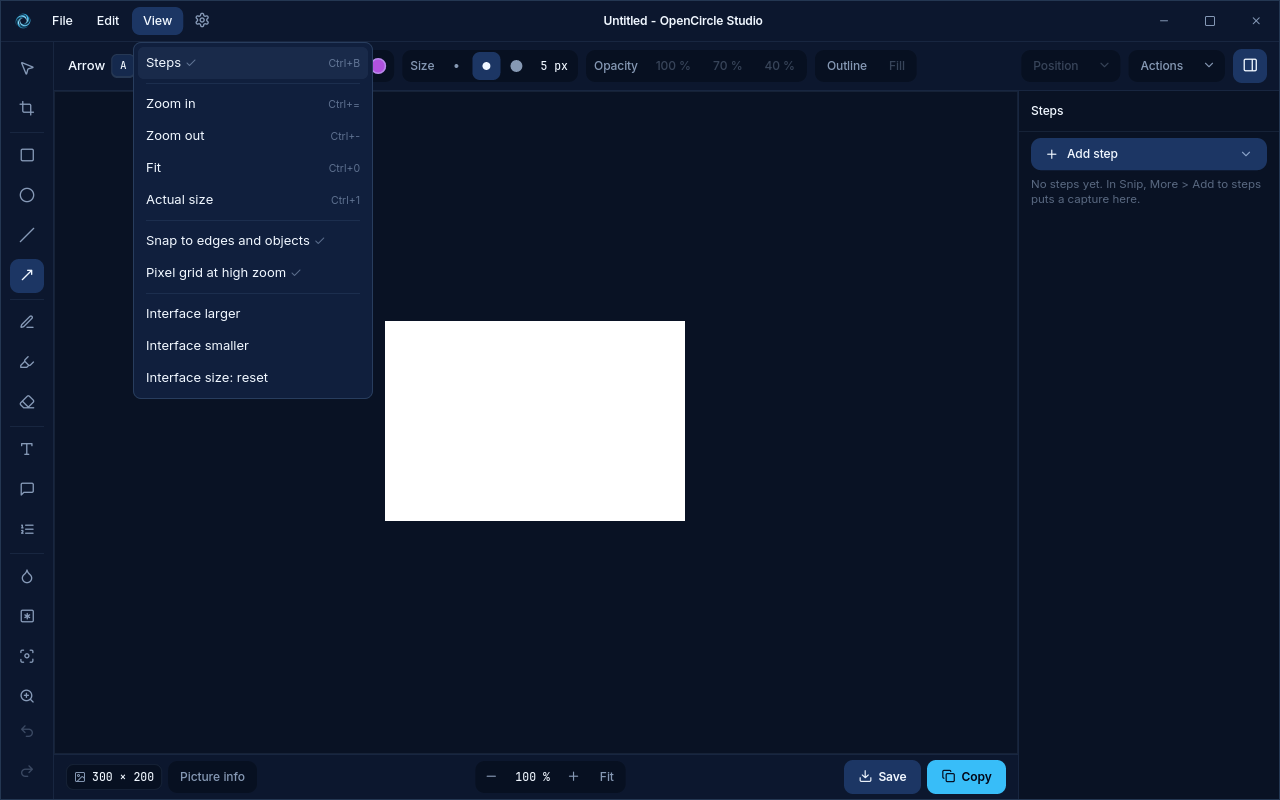 File Edit View
Untitled - OpenCircle Studio
Arrow A
Size 5 px
Opacity 100 % 70 % 40 %
Outline Fill
Position
Actions
Steps Ctrl+B
Zoom in Ctrl+=
Zoom out Ctrl+-
Fit Ctrl+0
Actual size Ctrl+1
Snap to edges and objects
Pixel grid at high zoom
Interface larger
Interface smaller
Interface size: reset
Steps
Add step
No steps yet. In Snip, More > Add to steps
puts a capture here.
300 × 200
Picture info
100 %
Fit
Save
Copy